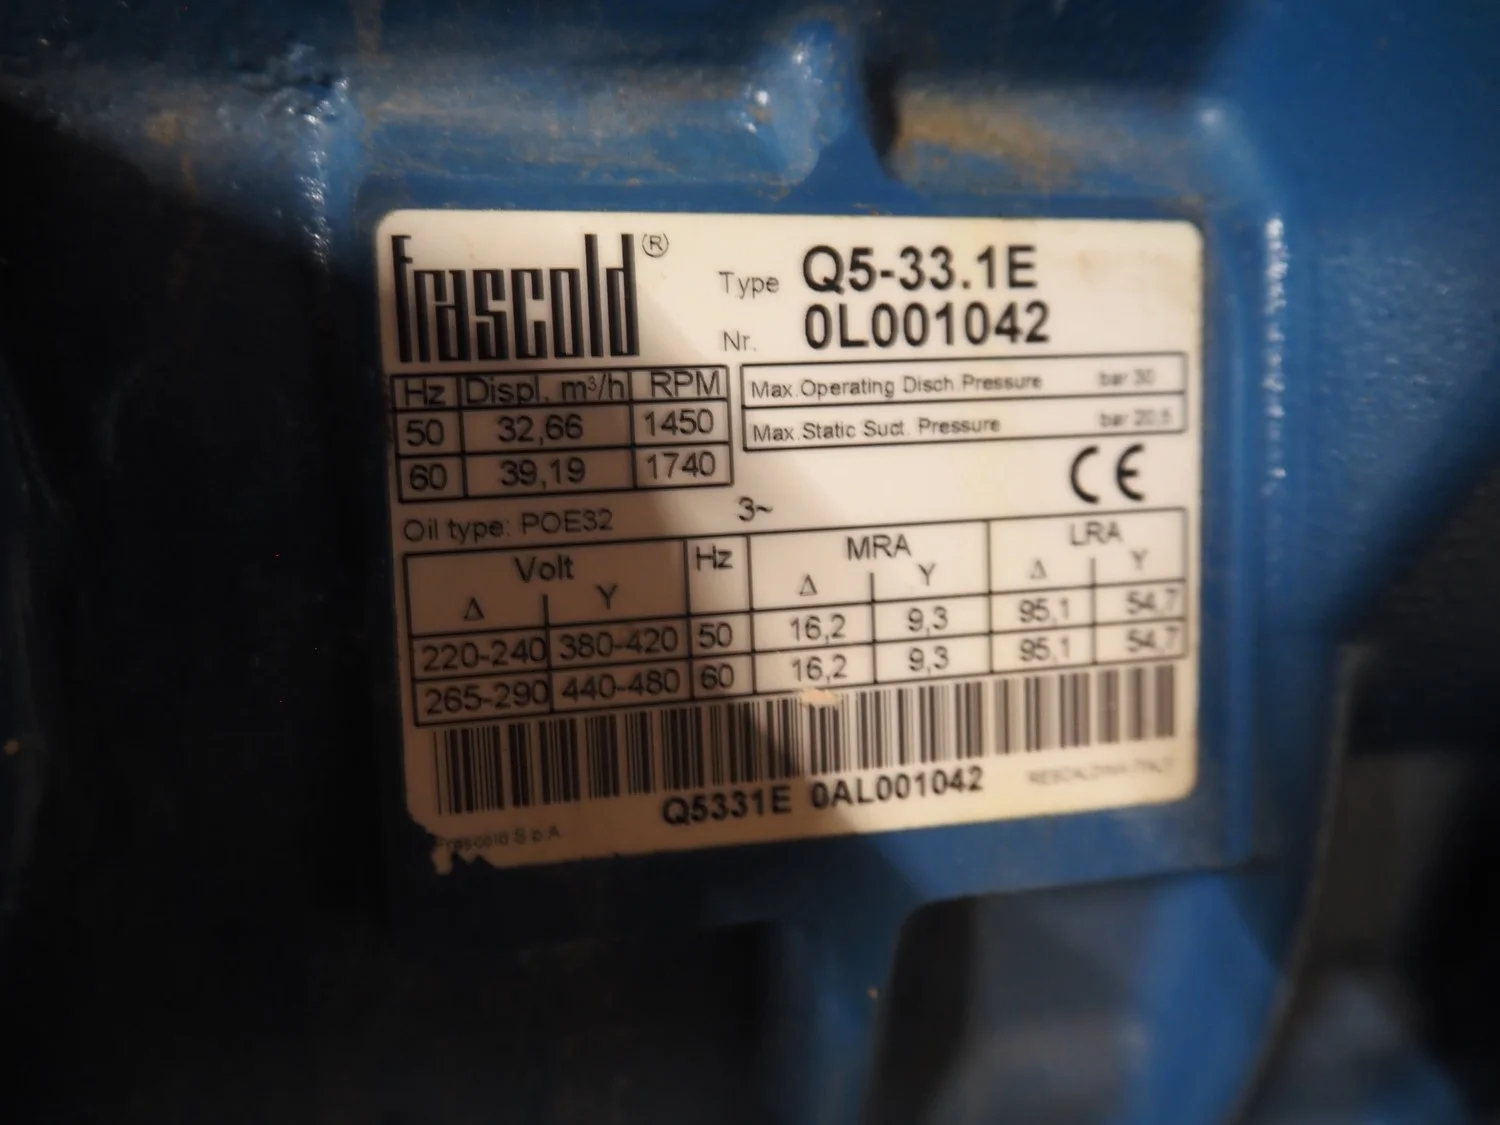 frascold ®
Type Q5-33.1E
Nr. 0L001042
Hz Displ. m³/h RPM
50 32,66 1450
60 39,19 1740
Max.Operating Disch.Pressure bar 30
Max.Static Suct. Pressure bar 20,5
CE
Oil type: POE32
3~
Volt Hz MRA LRA
Δ Y Δ Y Δ Y
220-240 380-420 50 16,2 9,3 95,1 54,7
265-290 440-480 60 16,2 9,3 95,1 54,7
Q5331E 0AL001042
Frascold S.p.A. RESCALDINA ITALY